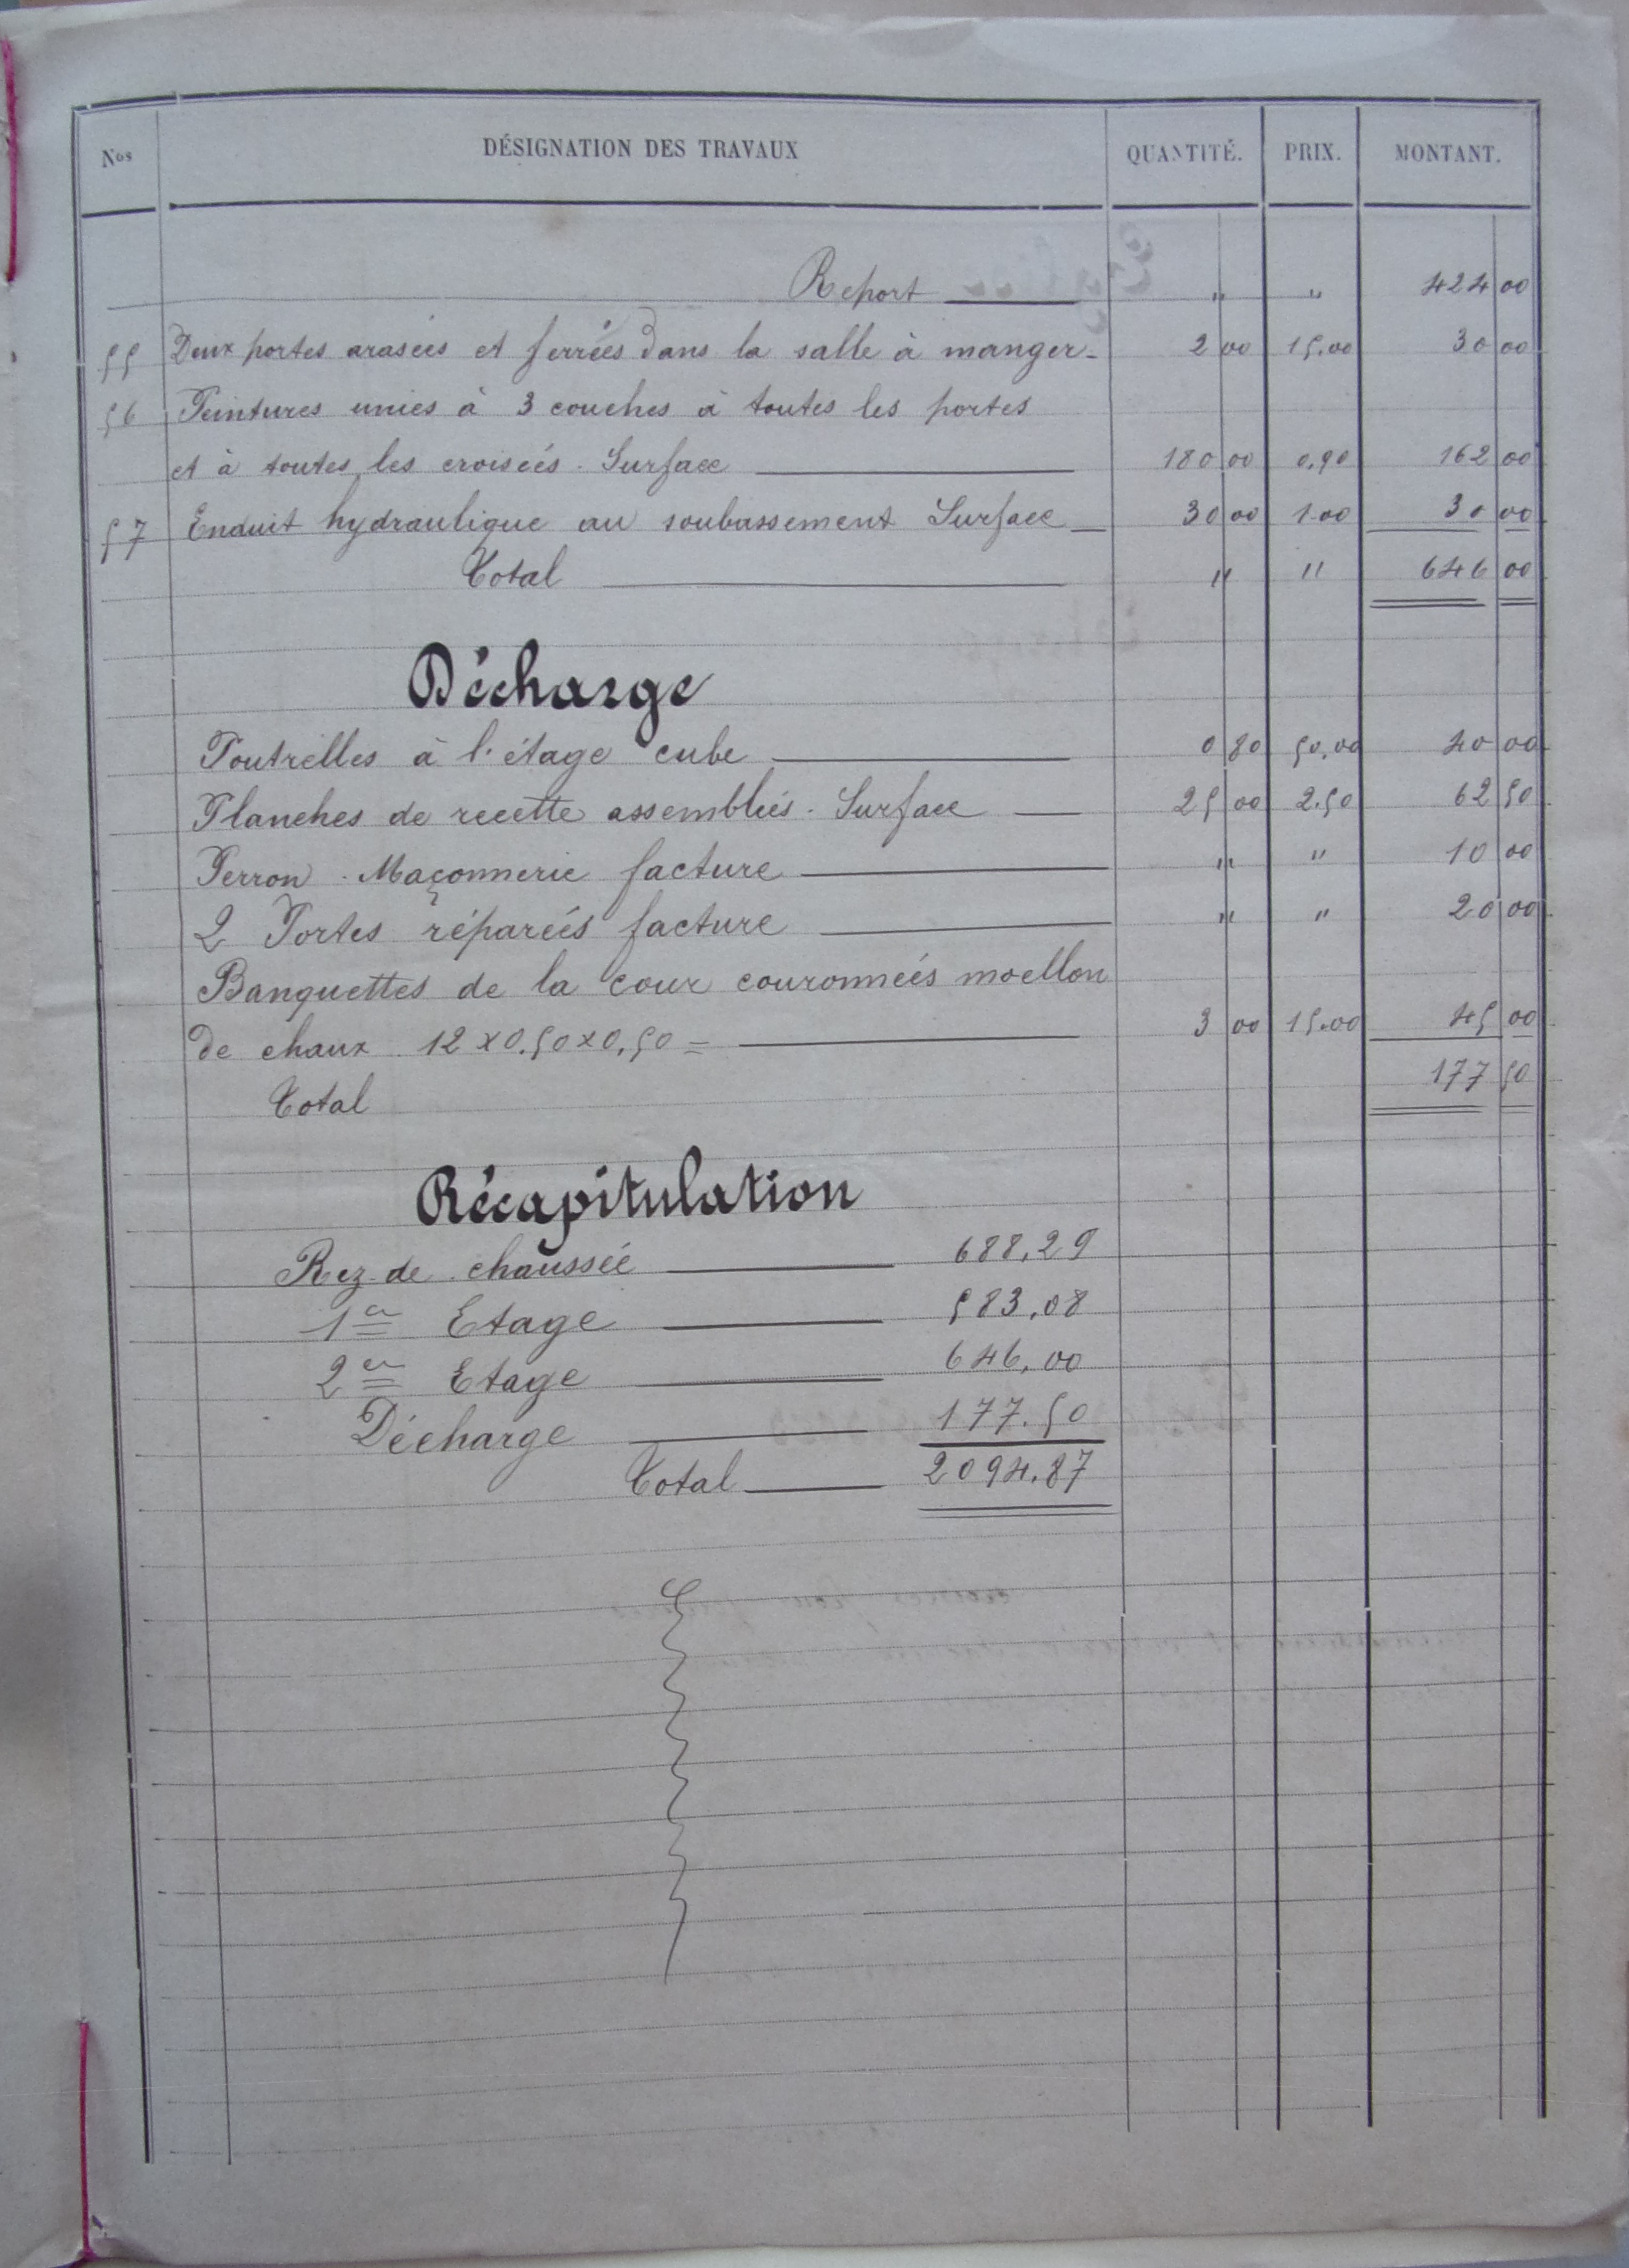 Nos DÉSIGNATION DES TRAVAUX QUANTITÉ. PRIX. MONTANT.
Report " " 424 00
55 Deux portes arasées et ferrées dans la salle à manger 2 00 15.00 30 00
56 Peintures unies à 3 couches à toutes les portes
et à toutes les croisées. Surface 180 00 0,90 162 00
57 Enduit hydraulique au soubassement Surface 30 00 1.00 30 00
Total " " 646 00
Décharge
Poutrelles à l'étage cube 0 80 50,00 40 00
Planches de recette assemblées. Surface 25 00 2.50 62 50
Perron. Maçonnerie facture " " 10 00
2 Portes réparées facture " " 20 00
Banquettes de la cour couronnées moellon
de chaux 12 x 0,50 x 0,50 = 3 00 15.00 45 00
Total 177 50
Récapitulation
Rez-de-chaussée 688,29
1er Etage 583,08
2er Etage 646,00
Décharge 177.50
Total 2094.87